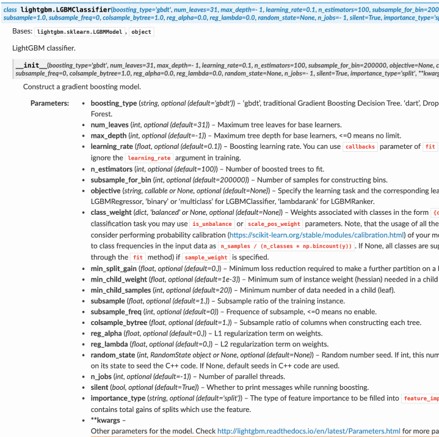 class lightgbm.LGBMClassifier(boosting_type='gbdt', num_leaves=31, max_depth=-1, learning_rate=0.1, n_estimators=100, subsample_for_bin=200
subsample=1.0, subsample_freq=0, colsample_bytree=1.0, reg_alpha=0.0, reg_lambda=0.0, random_state=None, n_jobs=-1, silent=True, importance_type='sp
Bases: lightgbm.sklearn.LGBMModel, object
LightGBM classifier.
__init__(boosting_type='gbdt', num_leaves=31, max_depth=-1, learning_rate=0.1, n_estimators=100, subsample_for_bin=200000, objective=None,
subsample_freq=0, colsample_bytree=1.0, reg_alpha=0.0, reg_lambda=0.0, random_state=None, n_jobs=-1, silent=True, importance_type='split', **kwarg
Construct a gradient boosting model.
Parameters:
• boosting_type (string, optional (default='gbdt')) – 'gbdt', traditional Gradient Boosting Decision Tree. 'dart', Drop
Forest.
• num_leaves (int, optional (default=31)) – Maximum tree leaves for base learners.
• max_depth (int, optional (default=-1)) – Maximum tree depth for base learners, <=0 means no limit.
• learning_rate (float, optional (default=0.1)) – Boosting learning rate. You can use callbacks parameter of fit
ignore the learning_rate argument in training.
• n_estimators (int, optional (default=100)) – Number of boosted trees to fit.
• subsample_for_bin (int, optional (default=200000)) – Number of samples for constructing bins.
• objective (string, callable or None, optional (default=None)) – Specify the learning task and the corresponding lea
LGBMRegressor, 'binary' or 'multiclass' for LGBMClassifier, 'lambdarank' for LGBMRanker.
• class_weight (dict, 'balanced' or None, optional (default=None)) – Weights associated with classes in the form {c
classification task you may use is_unbalance or scale_pos_weight parameters. Note, that the usage of all the
consider performing probability calibration (https://scikit-learn.org/stable/modules/calibration.html) of your mo
to class frequencies in the input data as n_samples / (n_classes * np.bincount(y)) . If None, all classes are su
through the fit method) if sample_weight is specified.
• min_split_gain (float, optional (default=0.)) – Minimum loss reduction required to make a further partition on a l
• min_child_weight (float, optional (default=1e-3)) – Minimum sum of instance weight (hessian) needed in a child
• min_child_samples (int, optional (default=20)) – Minimum number of data needed in a child (leaf).
• subsample (float, optional (default=1.)) – Subsample ratio of the training instance.
• subsample_freq (int, optional (default=0)) – Frequence of subsample, <=0 means no enable.
• colsample_bytree (float, optional (default=1.)) – Subsample ratio of columns when constructing each tree.
• reg_alpha (float, optional (default=0.)) – L1 regularization term on weights.
• reg_lambda (float, optional (default=0.)) – L2 regularization term on weights.
• random_state (int, RandomState object or None, optional (default=None)) – Random number seed. If int, this num
on its state to seed the C++ code. If None, default seeds in C++ code are used.
• n_jobs (int, optional (default=-1)) – Number of parallel threads.
• silent (bool, optional (default=True)) – Whether to print messages while running boosting.
• importance_type (string, optional (default='split')) – The type of feature importance to be filled into feature_imp
contains total gains of splits which use the feature.
• **kwargs –
Other parameters for the model. Check http://lightgbm.readthedocs.io/en/latest/Parameters.html for more pa